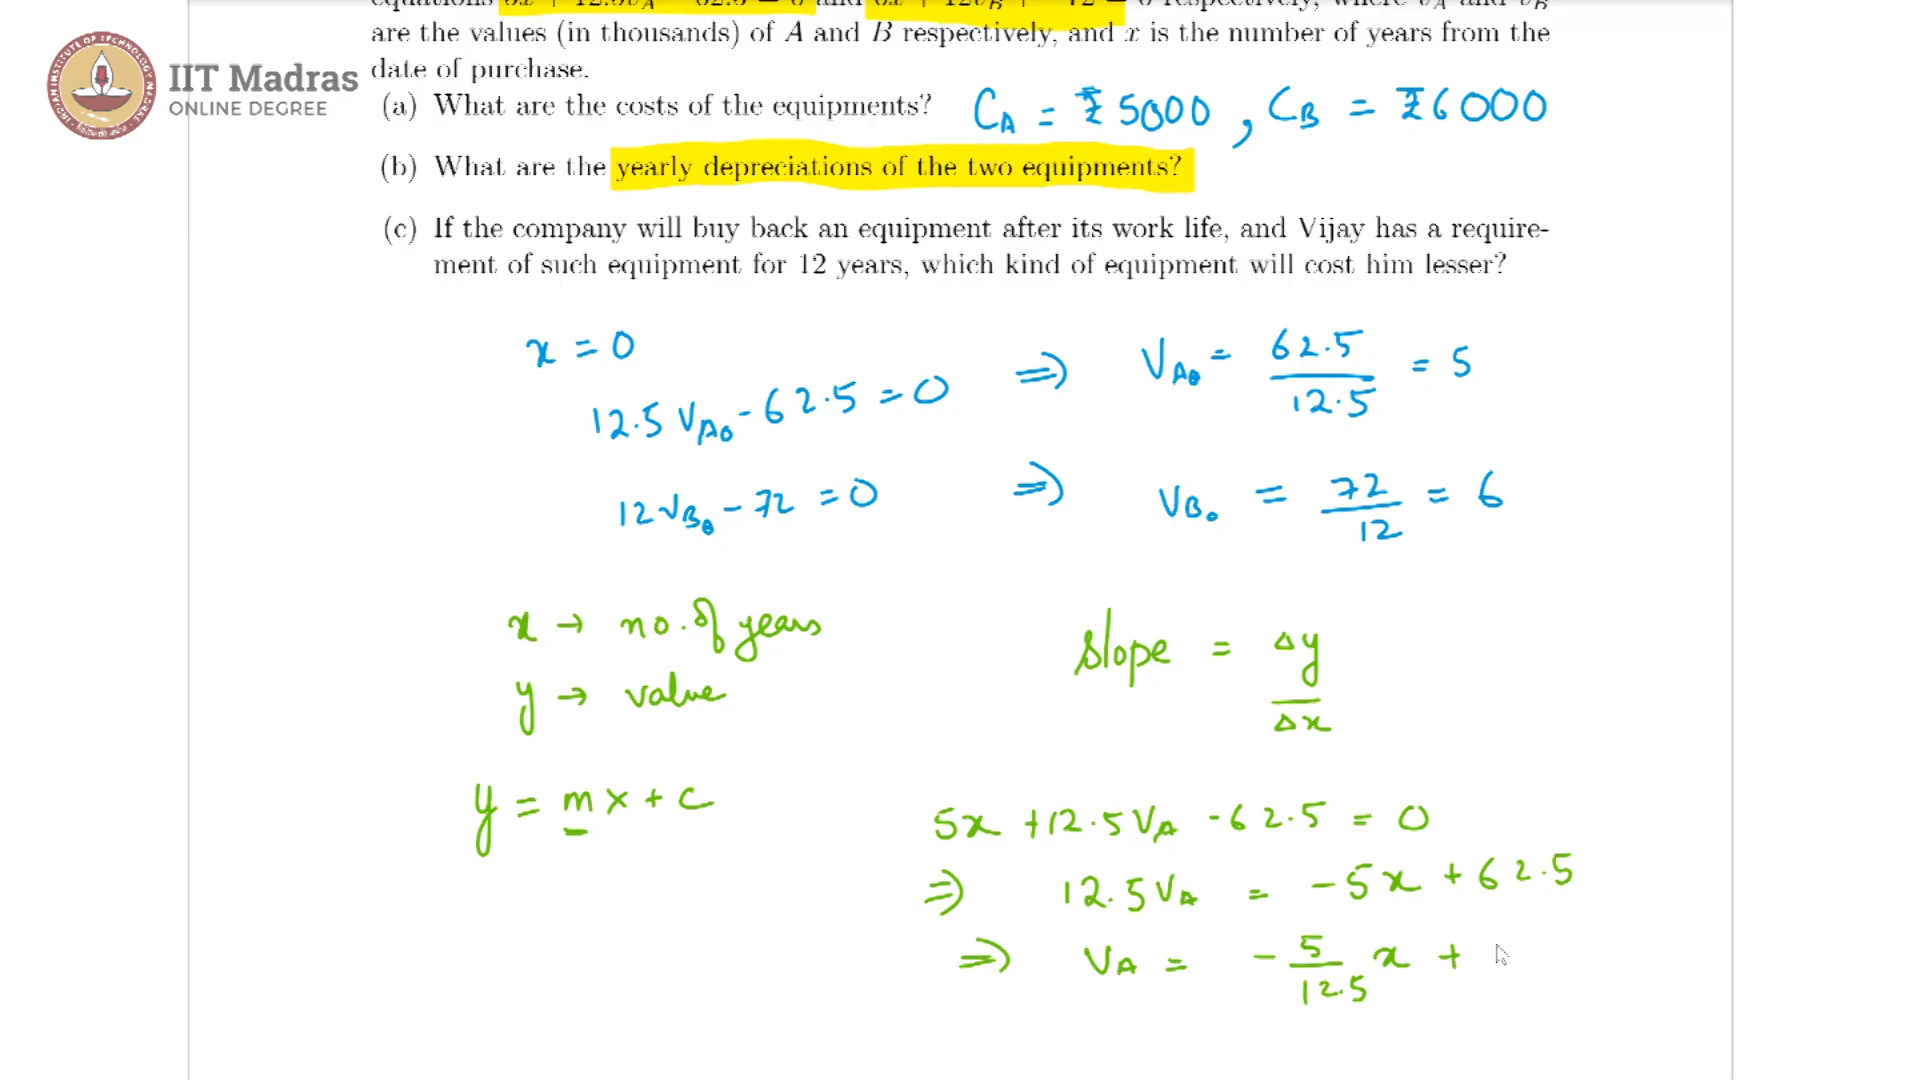 are the values (in thousands) of A and B respectively, and x is the number of years from the
IIT Madras
ONLINE DEGREE
date of purchase.
(a) What are the costs of the equipments? C_A = ₹5000, C_B = ₹6000
(b) What are the yearly depreciations of the two equipments?
(c) If the company will buy back an equipment after its work life, and Vijay has a require-
ment of such equipment for 12 years, which kind of equipment will cost him lesser?
x = 0
12.5 V_A0 - 62.5 = 0 ⇒ V_A0 = 62.5/12.5 = 5
12 V_B0 - 72 = 0 ⇒ V_B0 = 72/12 = 6
x → no. of years
y → value
slope = Δy/Δx
y = mx + c
5x + 12.5 V_A - 62.5 = 0
⇒ 12.5 V_A = -5x + 62.5
⇒ V_A = -5/12.5 x +